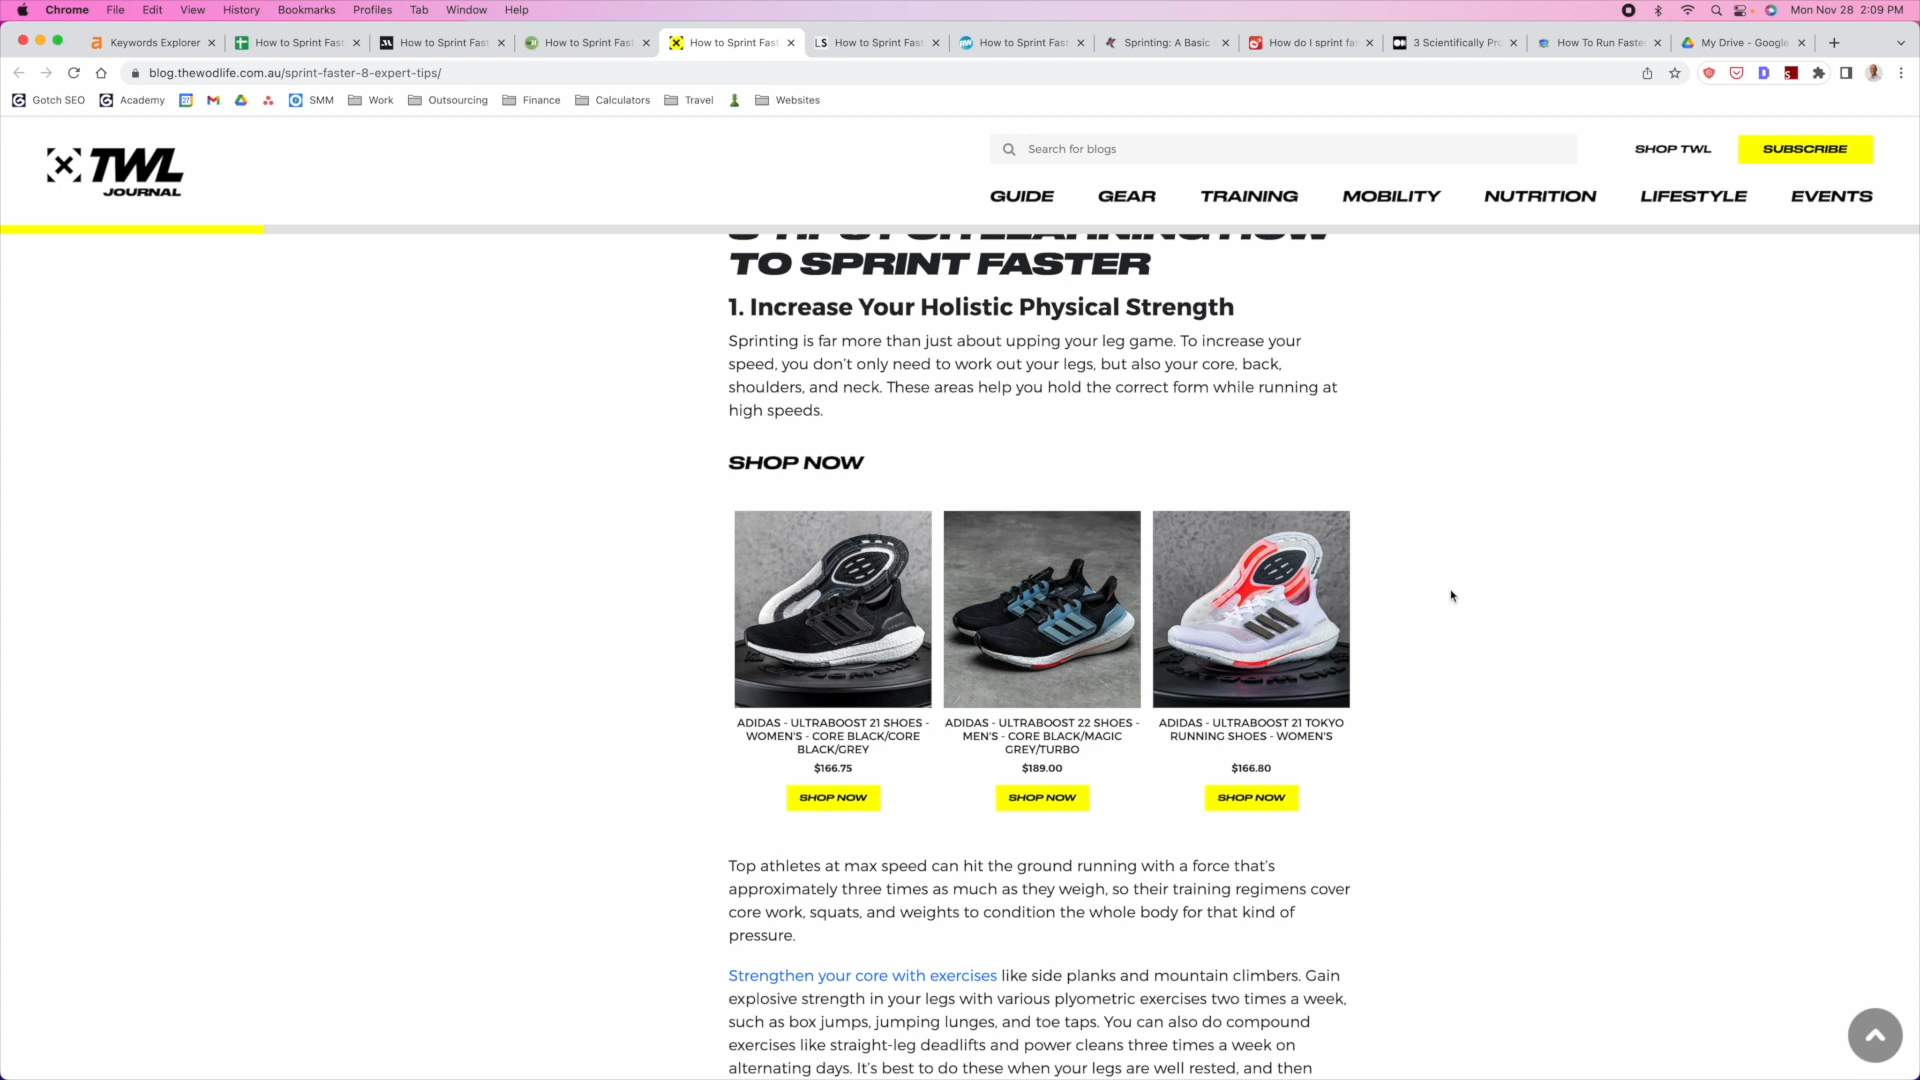 Chrome File Edit View History Bookmarks Profiles Tab Window Help Mon Nov 28 2:09 PM
Keywords Explorer How to Sprint Fast How to Sprint Fast How to Sprint Fast How to Sprint Fast How to Sprint Fast How to Sprint Fast Sprinting: A Basic How do I sprint fa 3 Scientifically Pro How To Run Faste My Drive - Google
blog.thewodlife.com.au/sprint-faster-8-expert-tips/
Gotch SEO Academy SMM Work Outsourcing Finance Calculators Travel Websites
TWL
JOURNAL
Search for blogs SHOP TWL SUBSCRIBE
GUIDE GEAR TRAINING MOBILITY NUTRITION LIFESTYLE EVENTS
8 TIPS FOR LEARNING HOW
TO SPRINT FASTER
1. Increase Your Holistic Physical Strength
Sprinting is far more than just about upping your leg game. To increase your
speed, you don't only need to work out your legs, but also your core, back,
shoulders, and neck. These areas help you hold the correct form while running at
high speeds.
SHOP NOW
ADIDAS - ULTRABOOST 21 SHOES -
WOMEN'S - CORE BLACK/CORE
BLACK/GREY
$166.75
SHOP NOW
ADIDAS - ULTRABOOST 22 SHOES -
MEN'S - CORE BLACK/MAGIC
GREY/TURBO
$189.00
SHOP NOW
ADIDAS - ULTRABOOST 21 TOKYO
RUNNING SHOES - WOMEN'S
$166.80
SHOP NOW
Top athletes at max speed can hit the ground running with a force that's
approximately three times as much as they weigh, so their training regimens cover
core work, squats, and weights to condition the whole body for that kind of
pressure.
Strengthen your core with exercises like side planks and mountain climbers. Gain
explosive strength in your legs with various plyometric exercises two times a week,
such as box jumps, jumping lunges, and toe taps. You can also do compound
exercises like straight-leg deadlifts and power cleans three times a week on
alternating days. It's best to do these when your legs are well rested, and then